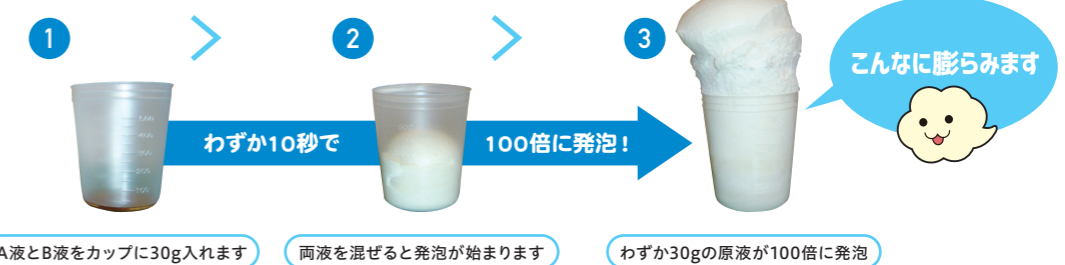 1
2
3
こんなに膨らみます
わずか10秒で
100倍に発泡！
A液とB液をカップに30g入れます
両液を混ぜると発泡が始まります
わずか30gの原液が100倍に発泡